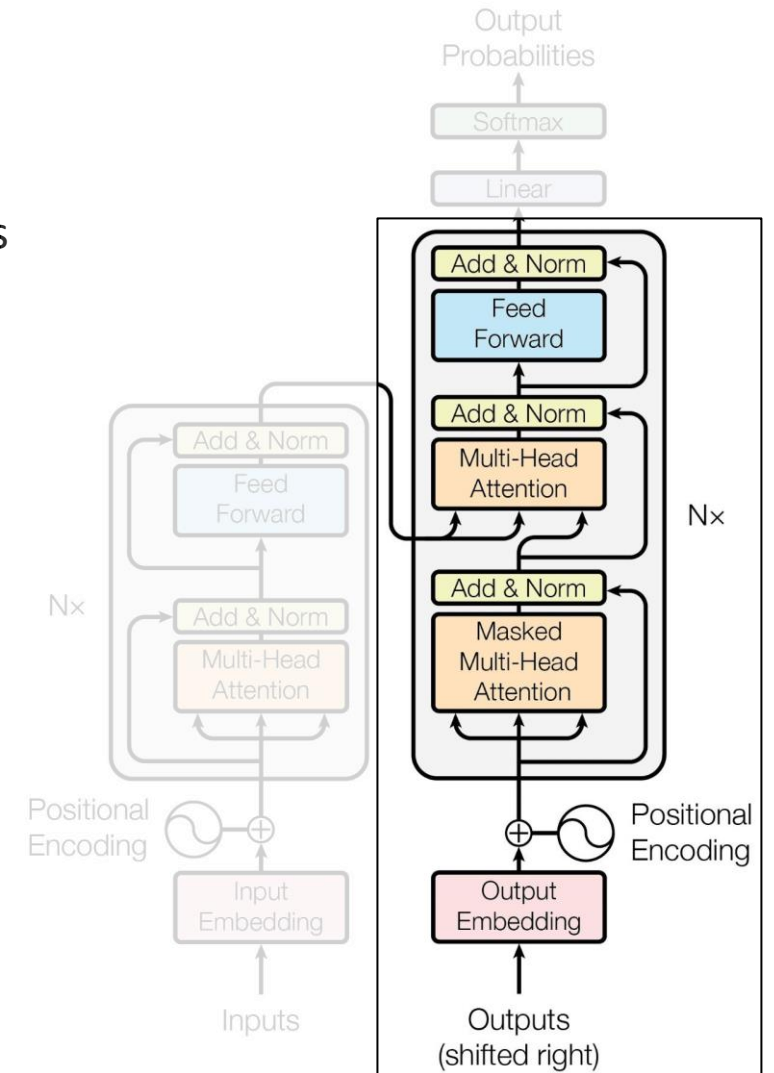 Output
Probabilities
Softmax
Linear
s
Add & Norm
Feed
Forward
Add & Norm
Multi-Head
Attention
N×
Add & Norm
Masked
Multi-Head
Attention
Positional
Encoding
Output
Embedding
Outputs
(shifted right)
Add & Norm
Feed
Forward
N×
Add & Norm
Multi-Head
Attention
Positional
Encoding
Input
Embedding
Inputs